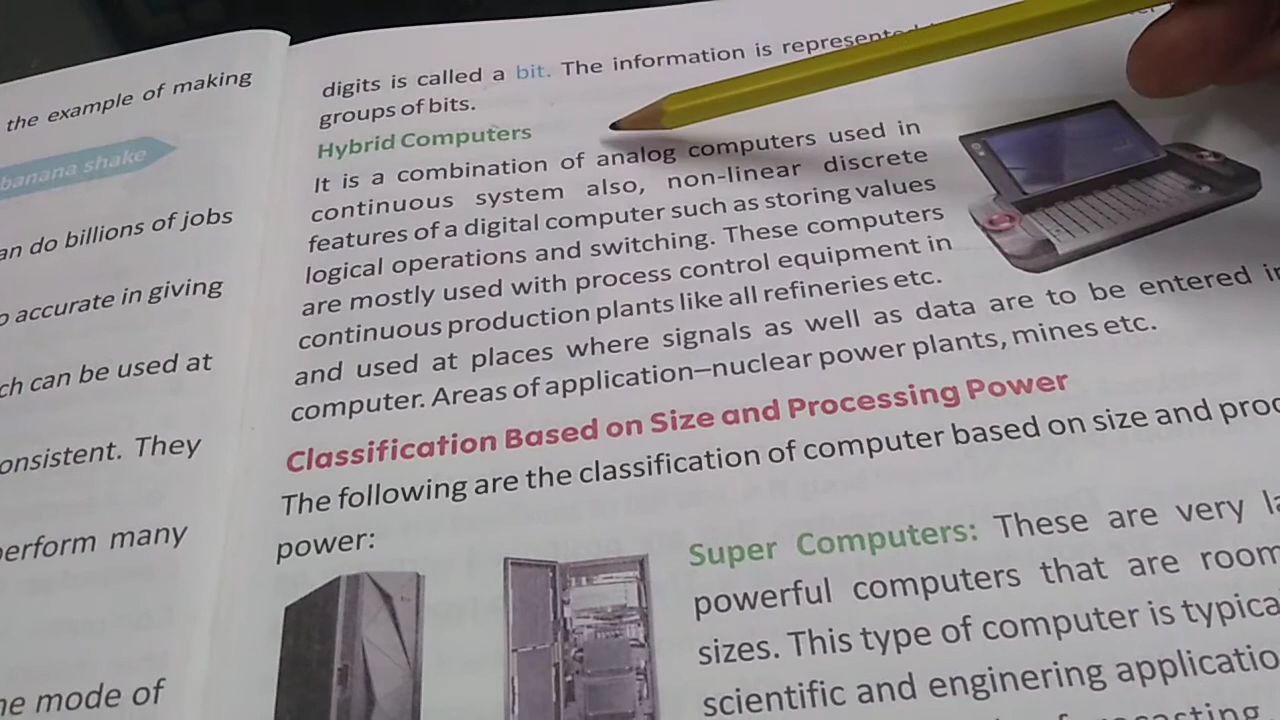 the example of making
banana shake
an do billions of jobs
accurate in giving
ch can be used at
onsistent. They
perform many
mode of
digits is called a bit. The information is represented
groups of bits.
Hybrid Computers
It is a combination of analog computers used in
continuous system also, non-linear discrete
features of a digital computer such as storing values
logical operations and switching. These computers
are mostly used with process control equipment in
continuous production plants like all refineries etc.
and used at places where signals as well as data are to be entered in
computer. Areas of application–nuclear power plants, mines etc.
Classification Based on Size and Processing Power
The following are the classification of computer based on size and proc
power:
Super Computers: These are very la
powerful computers that are room
sizes. This type of computer is typica
scientific and enginering applicatio